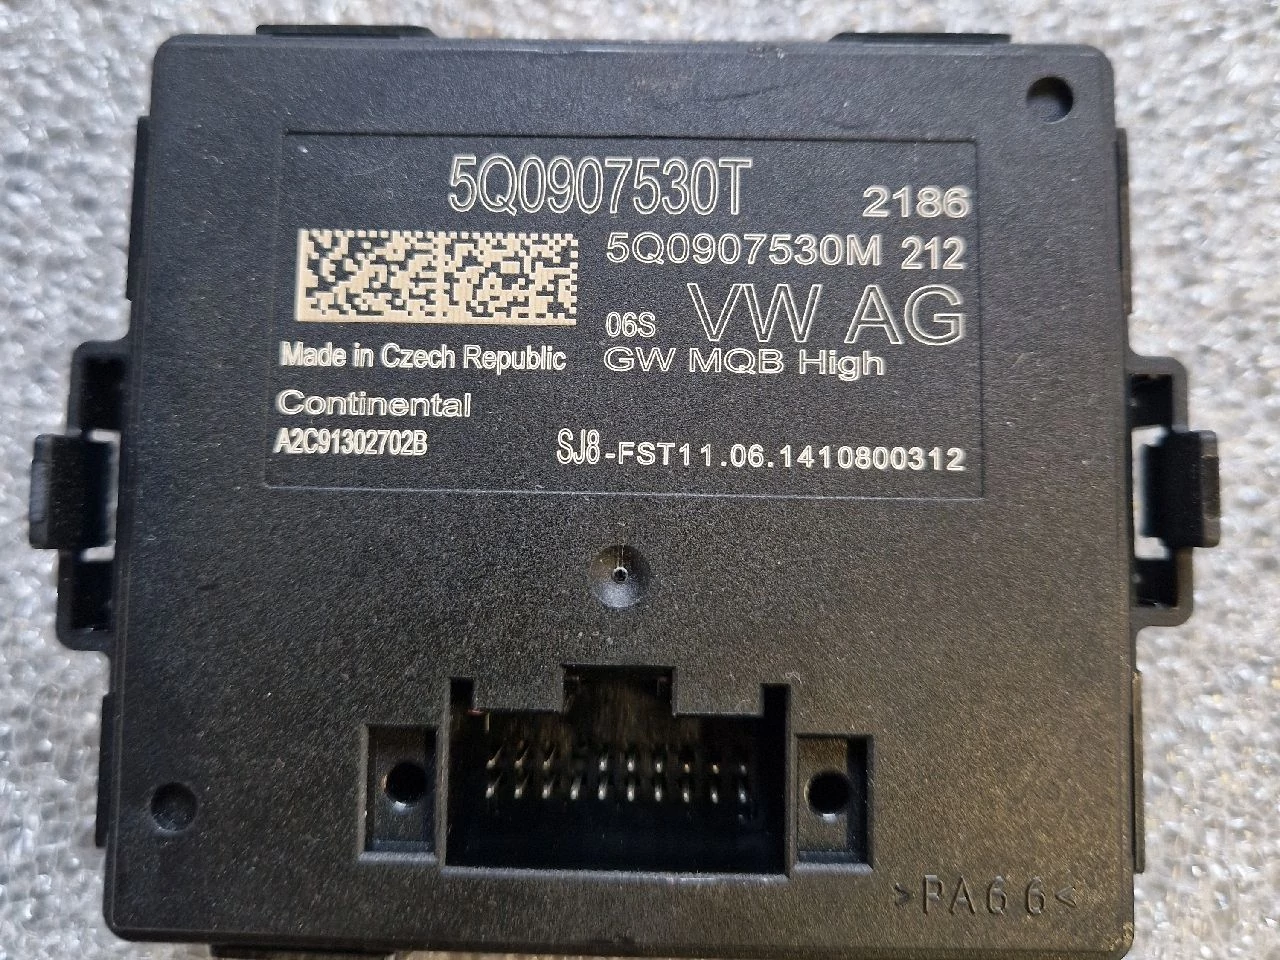 5Q0907530T
2186
5Q0907530M 212
06S VW AG
Made in Czech Republic GW MQB High
Continental
A2C91302702B SJ8-FST11.06.1410800312
>PA66<